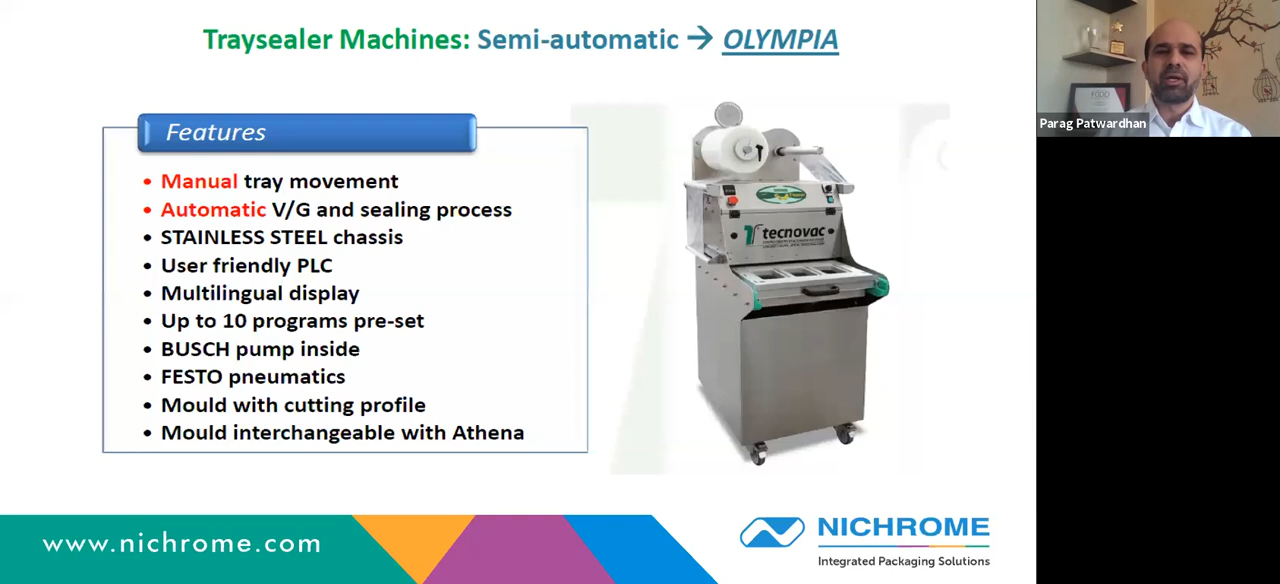 Traysealer Machines: Semi-automatic → OLYMPIA
Features
• Manual tray movement
• Automatic V/G and sealing process
• STAINLESS STEEL chassis
• User friendly PLC
• Multilingual display
• Up to 10 programs pre-set
• BUSCH pump inside
• FESTO pneumatics
• Mould with cutting profile
• Mould interchangeable with Athena
tecnovac
www.nichrome.com
NICHROME
Integrated Packaging Solutions
Parag Patwardhan